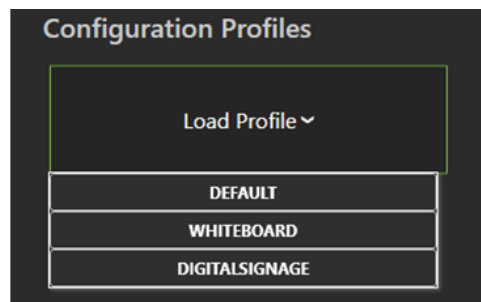 Configuration Profiles
Load Profile
DEFAULT
WHITEBOARD
DIGITALSIGNAGE